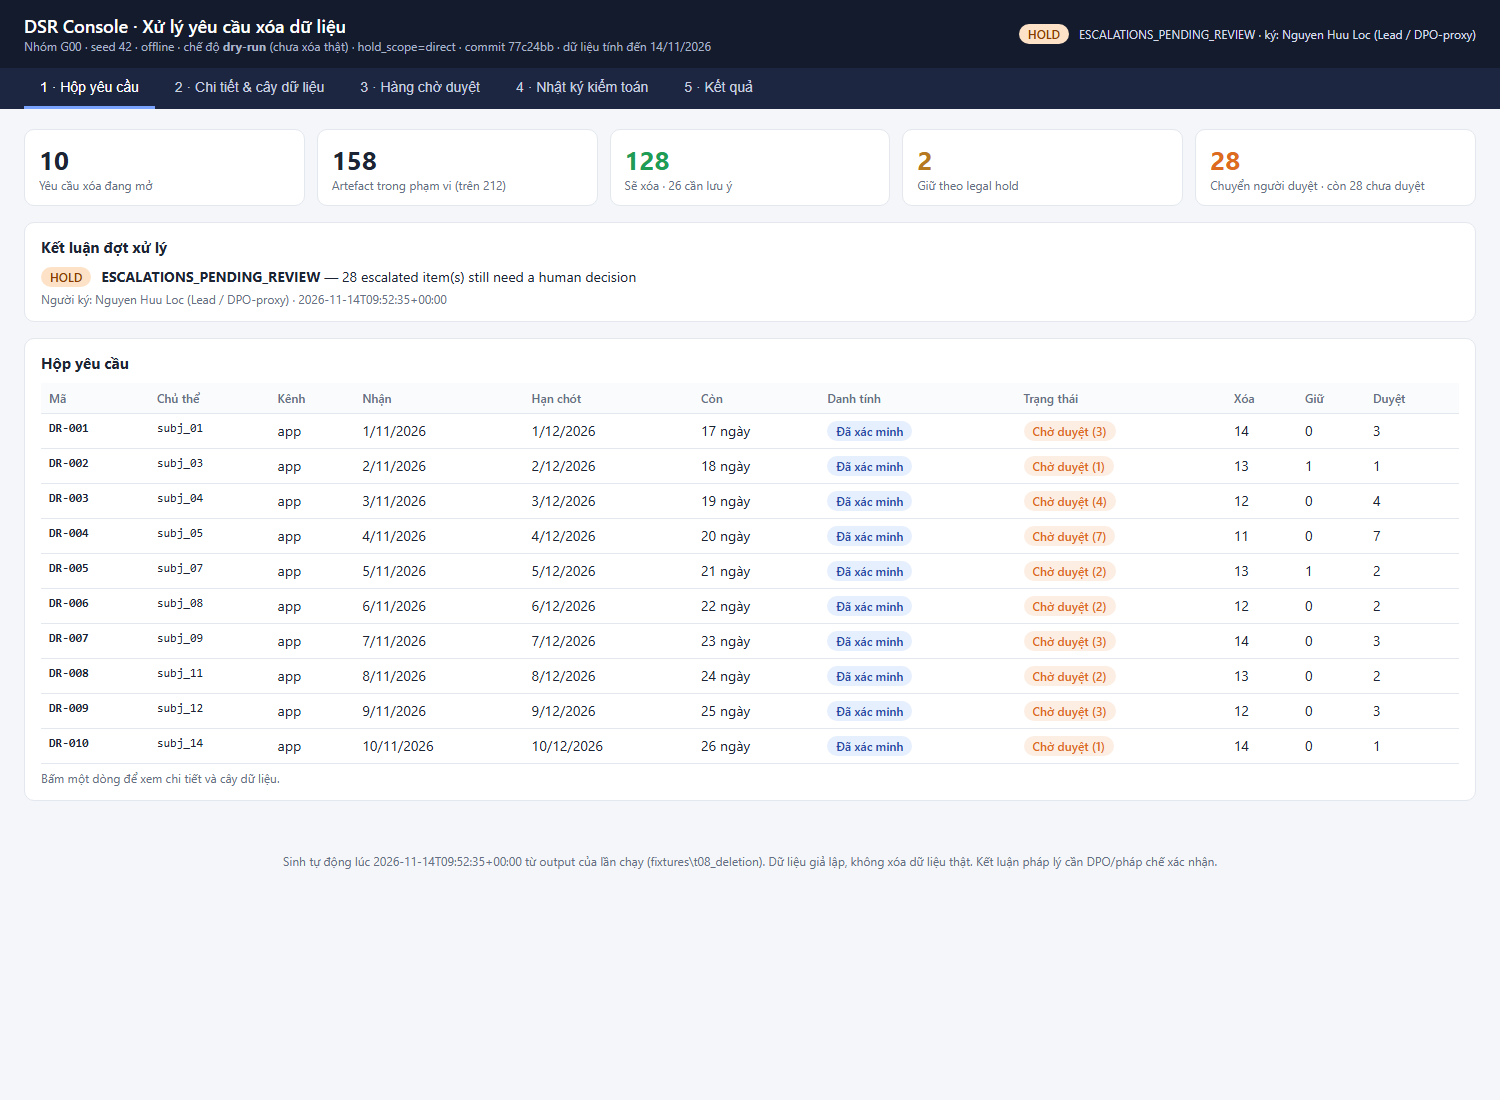 DSR Console · Xử lý yêu cầu xóa dữ liệu
Nhóm G00 · seed 42 · offline · chế độ dry-run (chưa xóa thật) · hold_scope=direct · commit 77c24bb · dữ liệu tính đến 14/11/2026
HOLD ESCALATIONS_PENDING_REVIEW · ký: Nguyen Huu Loc (Lead / DPO-proxy)
1 · Hộp yêu cầu 2 · Chi tiết & cây dữ liệu 3 · Hàng chờ duyệt 4 · Nhật ký kiểm toán 5 · Kết quả
10
Yêu cầu xóa đang mở
158
Artefact trong phạm vi (trên 212)
128
Sẽ xóa · 26 cần lưu ý
2
Giữ theo legal hold
28
Chuyển người duyệt · còn 28 chưa duyệt
Kết luận đợt xử lý
HOLD ESCALATIONS_PENDING_REVIEW — 28 escalated item(s) still need a human decision
Người ký: Nguyen Huu Loc (Lead / DPO-proxy) · 2026-11-14T09:52:35+00:00
Hộp yêu cầu
Mã Chủ thể Kênh Nhận Hạn chót Còn Danh tính Trạng thái Xóa Giữ Duyệt
DR-001 subj_01 app 1/11/2026 1/12/2026 17 ngày Đã xác minh Chờ duyệt (3) 14 0 3
DR-002 subj_03 app 2/11/2026 2/12/2026 18 ngày Đã xác minh Chờ duyệt (1) 13 1 1
DR-003 subj_04 app 3/11/2026 3/12/2026 19 ngày Đã xác minh Chờ duyệt (4) 12 0 4
DR-004 subj_05 app 4/11/2026 4/12/2026 20 ngày Đã xác minh Chờ duyệt (7) 11 0 7
DR-005 subj_07 app 5/11/2026 5/12/2026 21 ngày Đã xác minh Chờ duyệt (2) 13 1 2
DR-006 subj_08 app 6/11/2026 6/12/2026 22 ngày Đã xác minh Chờ duyệt (2) 12 0 2
DR-007 subj_09 app 7/11/2026 7/12/2026 23 ngày Đã xác minh Chờ duyệt (3) 14 0 3
DR-008 subj_11 app 8/11/2026 8/12/2026 24 ngày Đã xác minh Chờ duyệt (2) 13 0 2
DR-009 subj_12 app 9/11/2026 9/12/2026 25 ngày Đã xác minh Chờ duyệt (3) 12 0 3
DR-010 subj_14 app 10/11/2026 10/12/2026 26 ngày Đã xác minh Chờ duyệt (1) 14 0 1
Bấm một dòng để xem chi tiết và cây dữ liệu.
Sinh tự động lúc 2026-11-14T09:52:35+00:00 từ output của lần chạy (fixtures\t08_deletion). Dữ liệu giả lập, không xóa dữ liệu thật. Kết luận pháp lý cần DPO/pháp chế xác nhận.